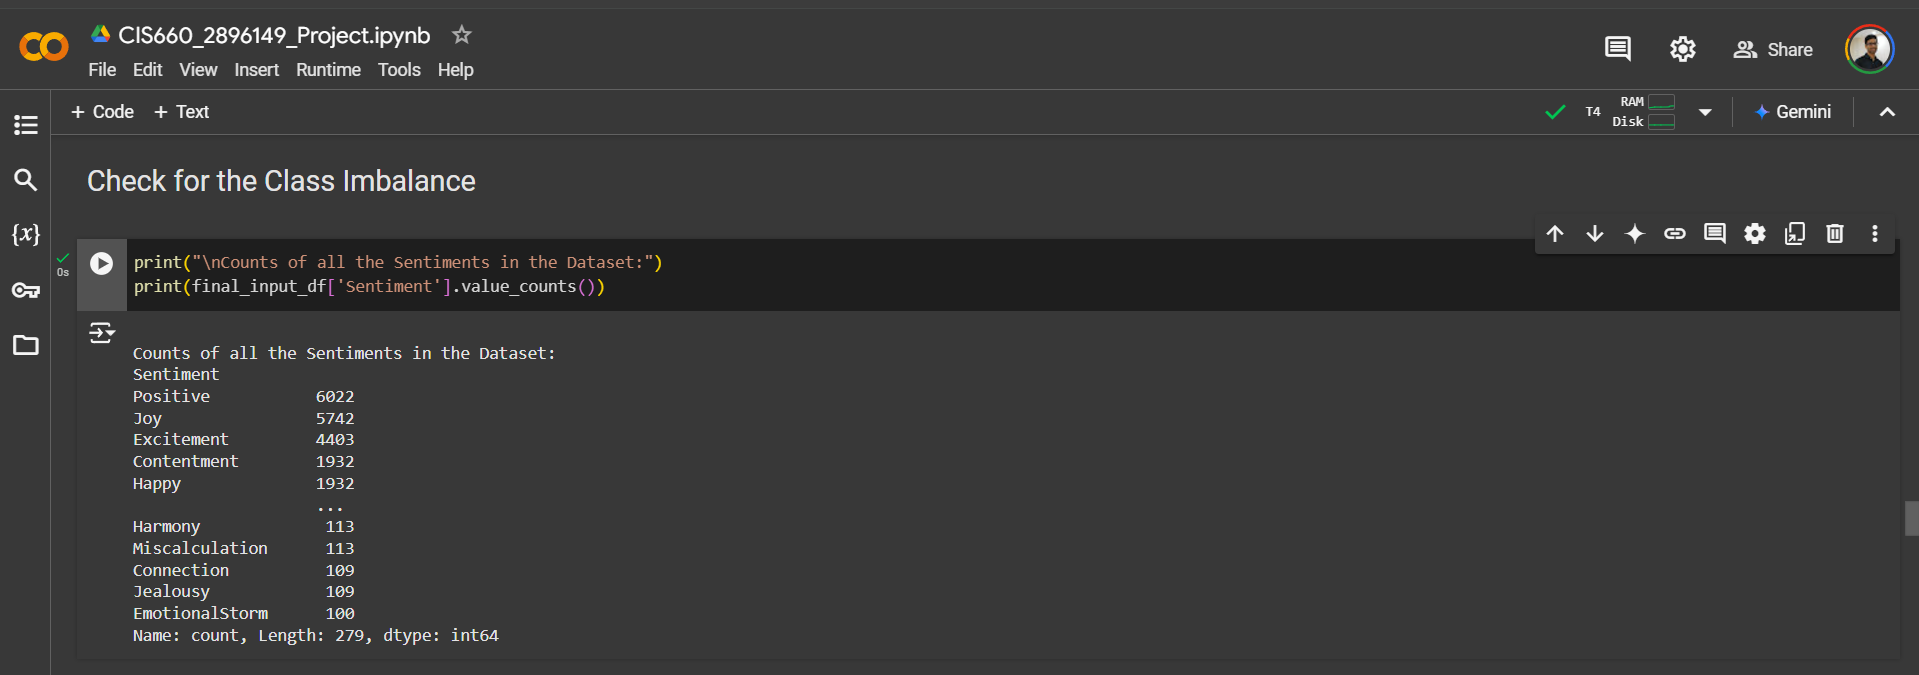 CIS660_2896149_Project.ipynb
File Edit View Insert Runtime Tools Help
Share
+ Code + Text
T4
RAM
Disk
Gemini
Check for the Class Imbalance
{x}
0s
print("\nCounts of all the Sentiments in the Dataset:")
print(final_input_df['Sentiment'].value_counts())
Counts of all the Sentiments in the Dataset:
Sentiment
Positive 6022
Joy 5742
Excitement 4403
Contentment 1932
Happy 1932
...
Harmony 113
Miscalculation 113
Connection 109
Jealousy 109
EmotionalStorm 100
Name: count, Length: 279, dtype: int64